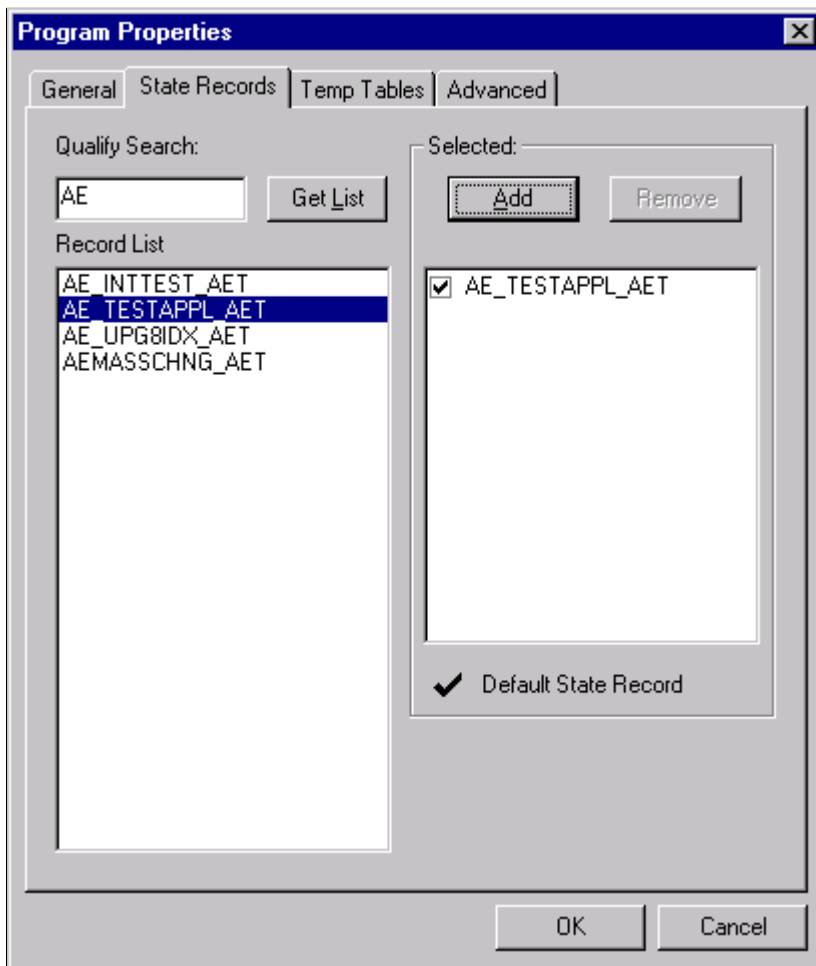 Program Properties
General State Records Temp Tables Advanced
Qualify Search:
AE
Get List
Record List
AE_INTTEST_AET
AE_TESTAPPL_AET
AE_UPG8IDX_AET
AEMASSCHNG_AET
Selected:
Add Remove
AE_TESTAPPL_AET
Default State Record
OK Cancel